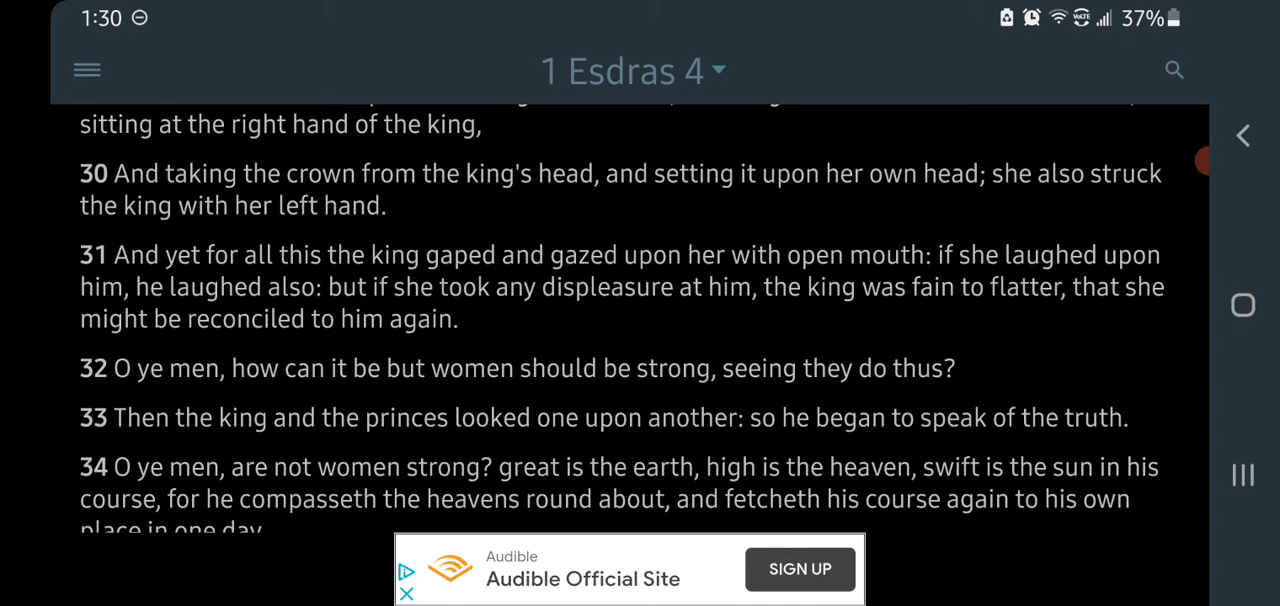 1:30
VoLTE
37%
1 Esdras 4
sitting at the right hand of the king,
30 And taking the crown from the king's head, and setting it upon her own head; she also struck
the king with her left hand.
31 And yet for all this the king gaped and gazed upon her with open mouth: if she laughed upon
him, he laughed also: but if she took any displeasure at him, the king was fain to flatter, that she
might be reconciled to him again.
32 O ye men, how can it be but women should be strong, seeing they do thus?
33 Then the king and the princes looked one upon another: so he began to speak of the truth.
34 O ye men, are not women strong? great is the earth, high is the heaven, swift is the sun in his
course, for he compasseth the heavens round about, and fetcheth his course again to his own
place in one day
Audible
Audible Official Site
SIGN UP